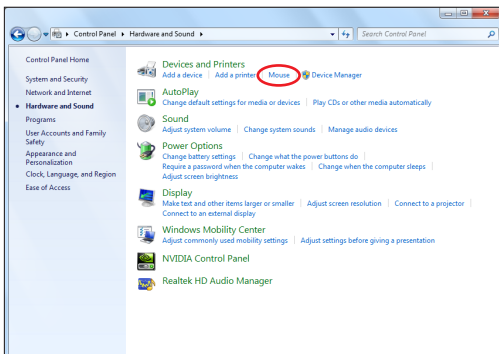 Control Panel Hardware and Sound Search Control Panel
Control Panel Home
System and Security
Network and Internet
Hardware and Sound
Programs
User Accounts and Family
Safety
Appearance and
Personalization
Clock, Language, and Region
Ease of Access
Devices and Printers
Add a device Add a printer Mouse Device Manager
AutoPlay
Change default settings for media or devices Play CDs or other media automatically
Sound
Adjust system volume Change system sounds Manage audio devices
Power Options
Change battery settings Change what the power buttons do
Require a password when the computer wakes Change when the computer sleeps
Adjust screen brightness
Display
Make text and other items larger or smaller Adjust screen resolution Connect to a projector
Connect to an external display
Windows Mobility Center
Adjust commonly used mobility settings Adjust settings before giving a presentation
NVIDIA Control Panel
Realtek HD Audio Manager